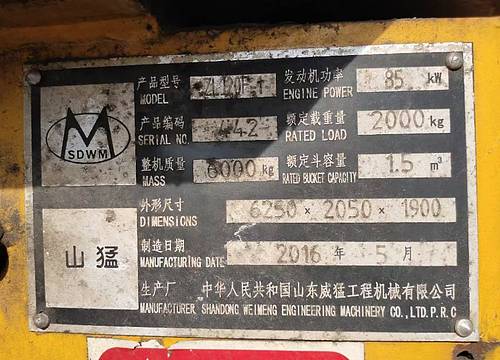 产品型号 MODEL ZL20F-1 发动机功率 ENGINE POWER 85 kW
产品编码 SERIAL NO. 442 额定载重量 RATED LOAD 2000 kg
整机质量 MASS 6000 kg 额定斗容量 RATED BUCKET CAPACITY 1.5 m³
SDWM
外形尺寸 DIMENSIONS 6250 × 2050 × 1900
山猛
制造日期 MANUFACTURING DATE 2016 年 5 月
生产厂 中华人民共和国山东威猛工程机械有限公司
MANUFACTURER SHANDONG WEIMENG ENGINEERING MACHINERY CO., LTD. P.R.C